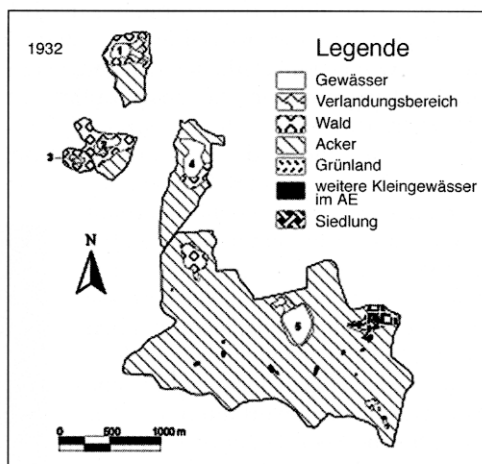 1932
Legende
Gewässer
Verlandungsbereich
Wald
Acker
Grünland
weitere Kleingewässer
im AE
Siedlung
1
2
3
4
5
N
0 500 1000 m